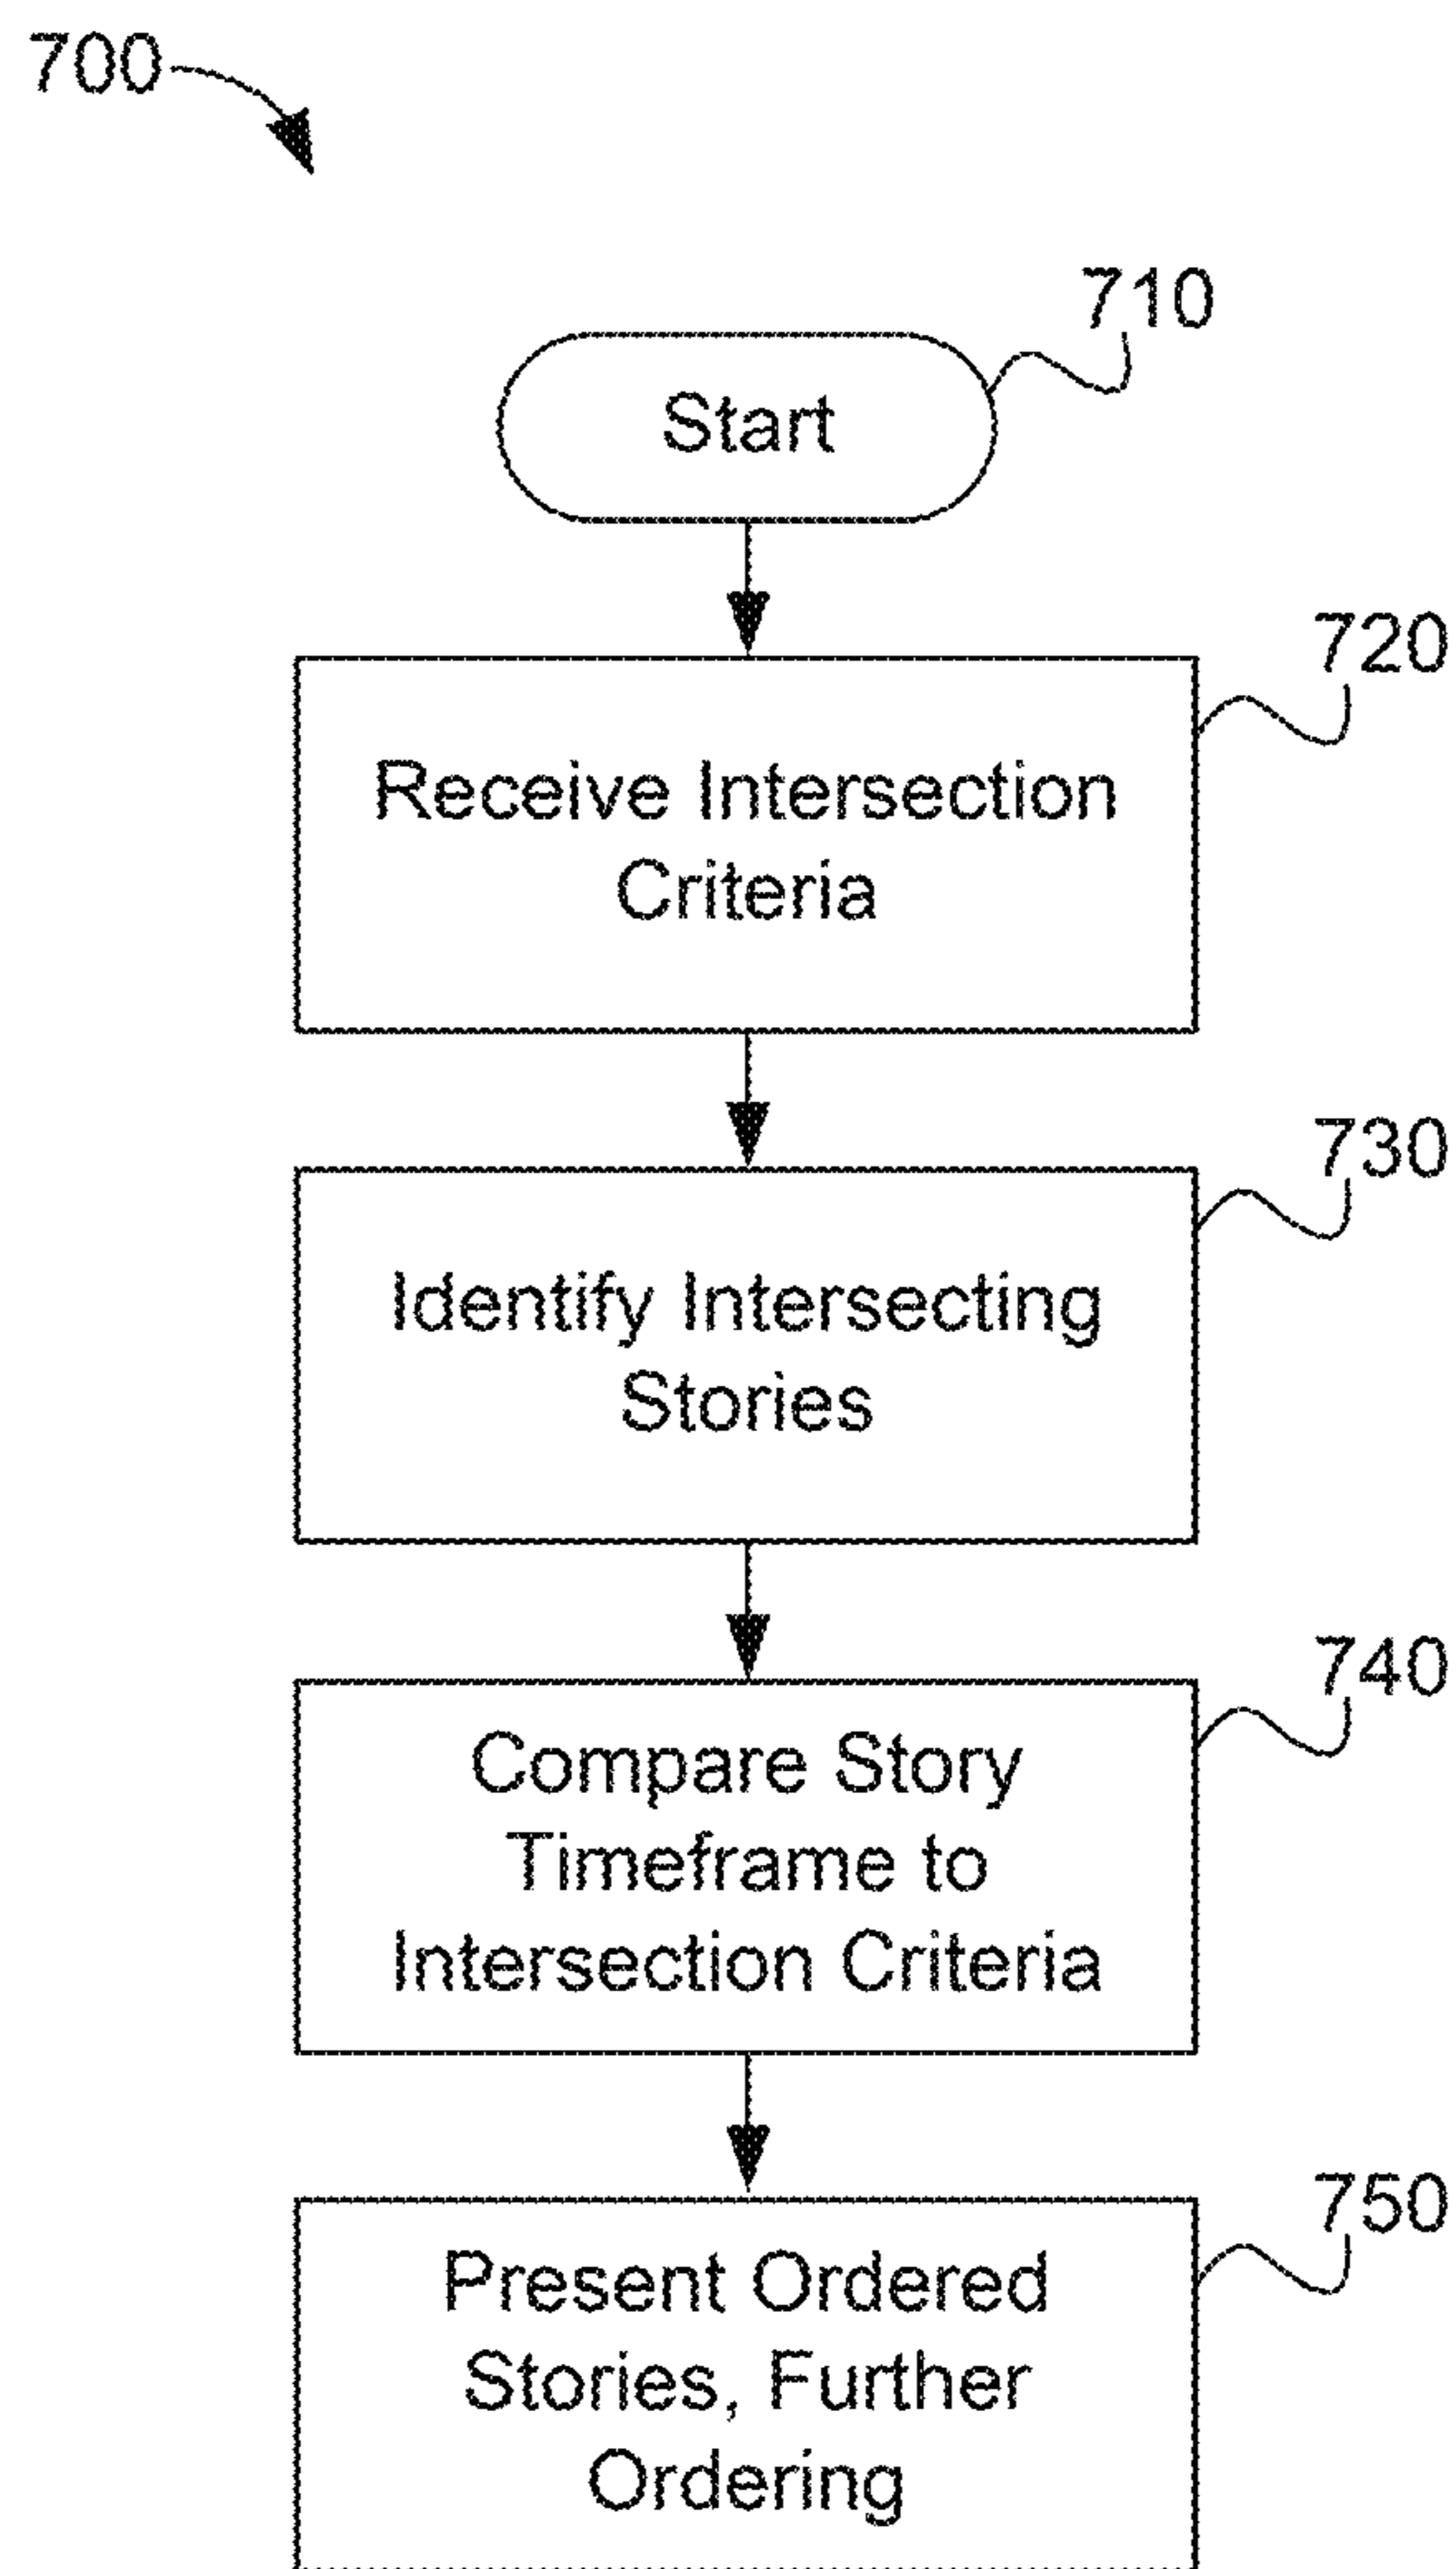 700
710
Start
720
Receive Intersection
Criteria
730
Identify Intersecting
Stories
740
Compare Story
Timeframe to
Intersection Criteria
750
Present Ordered
Stories, Further
Ordering